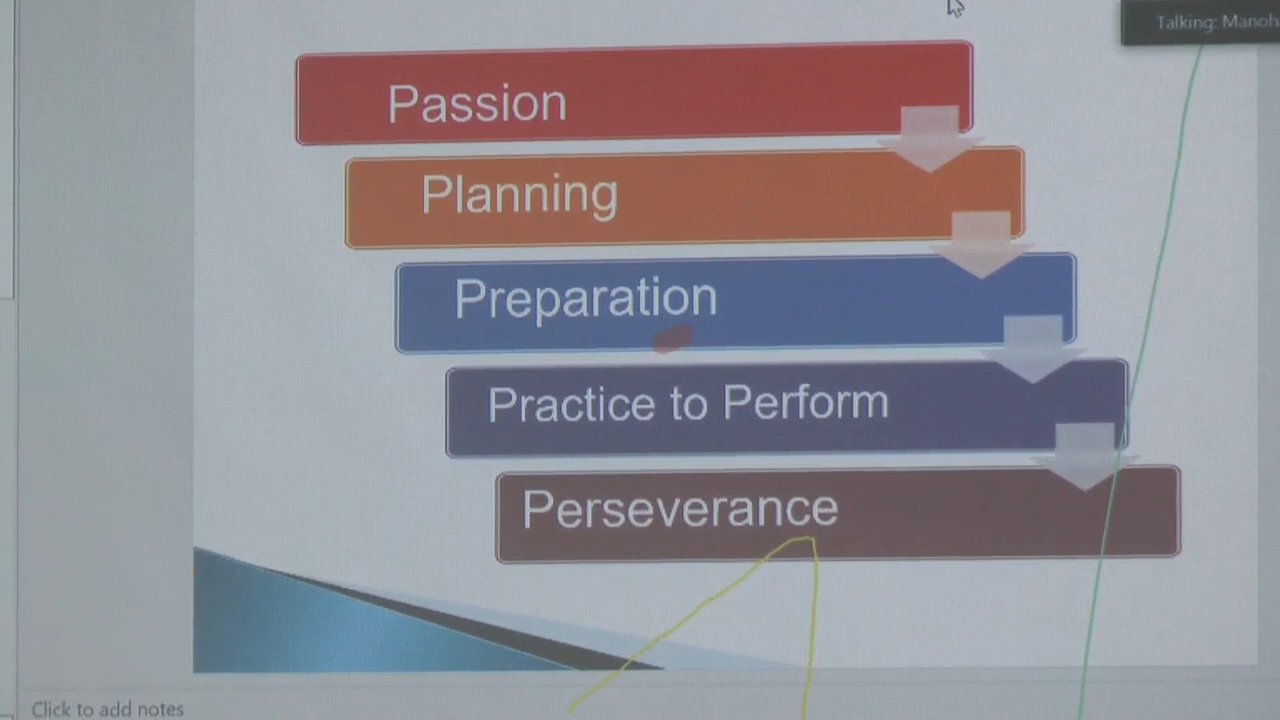 Talking: Manoh
Passion
Planning
Preparation
Practice to Perform
Perseverance
Click to add notes